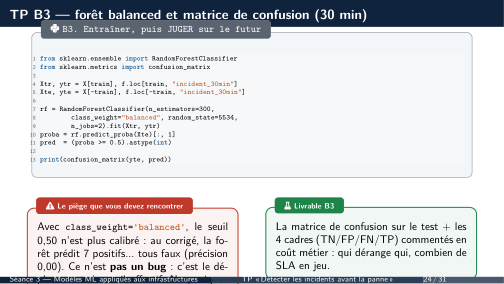 TP B3 — forêt balanced et matrice de confusion (30 min)
B3. Entraîner, puis JUGER sur le futur
1 from sklearn.ensemble import RandomForestClassifier
2 from sklearn.metrics import confusion_matrix
3
4 Xtr, ytr = X[train], f.loc[train, "incident_30min"]
5 Xte, yte = X[~train], f.loc[~train, "incident_30min"]
6
7 rf = RandomForestClassifier(n_estimators=300,
8 class_weight="balanced", random_state=5534,
9 n_jobs=2).fit(Xtr, ytr)
10 proba = rf.predict_proba(Xte)[:, 1]
11 pred = (proba >= 0.5).astype(int)
12
13 print(confusion_matrix(yte, pred))
Le piège que vous devez rencontrer
Avec class_weight='balanced', le seuil
0,50 n'est plus calibré : au corrigé, la fo-
rêt prédit 7 positifs... tous faux (précision
0,00). Ce n'est pas un bug : c'est le dé-
Livrable B3
La matrice de confusion sur le test + les
4 cadres (TN/FP/FN/TP) commentés en
coût métier : qui dérange qui, combien de
SLA en jeu.
Séance 3 — Modèles ML appliqués aux infrastructures
TP « Détecter les incidents avant la panne »
24 / 31